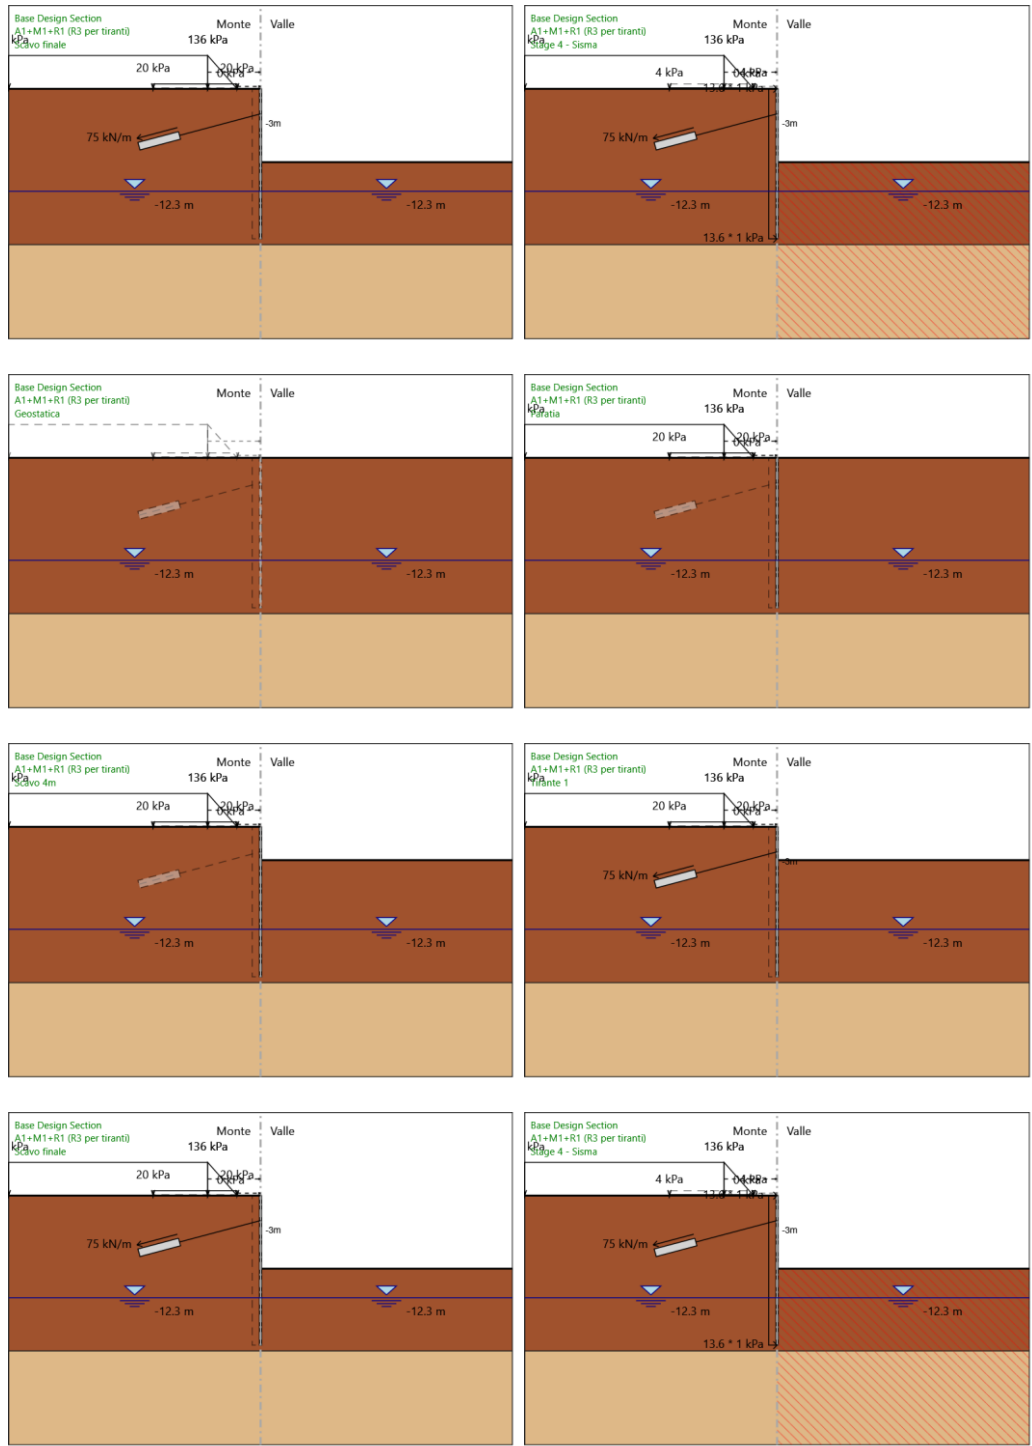 Base Design Section
A1+M1+R1 (R3 per tiranti)
Scavo finale
kPa
Monte
Valle
136 kPa
20 kPa
20 kPa
0 kPa
75 kN/m
-3m
-12.3 m
-12.3 m
Base Design Section
A1+M1+R1 (R3 per tiranti)
Stage 4 - Sisma
kPa
Monte
Valle
136 kPa
4 kPa
4 kPa
13.6 * 1 kPa
75 kN/m
-3m
-12.3 m
-12.3 m
13.6 * 1 kPa
Base Design Section
A1+M1+R1 (R3 per tiranti)
Geostatica
Monte
Valle
-12.3 m
-12.3 m
Base Design Section
A1+M1+R1 (R3 per tiranti)
Paratia
kPa
Monte
Valle
136 kPa
20 kPa
20 kPa
0 kPa
-12.3 m
-12.3 m
Base Design Section
A1+M1+R1 (R3 per tiranti)
Scavo 4m
kPa
Monte
Valle
136 kPa
20 kPa
20 kPa
0 kPa
-12.3 m
-12.3 m
Base Design Section
A1+M1+R1 (R3 per tiranti)
Tirante 1
kPa
Monte
Valle
136 kPa
20 kPa
20 kPa
0 kPa
75 kN/m
-3m
-12.3 m
-12.3 m
Base Design Section
A1+M1+R1 (R3 per tiranti)
Scavo finale
kPa
Monte
Valle
136 kPa
20 kPa
20 kPa
0 kPa
75 kN/m
-3m
-12.3 m
-12.3 m
Base Design Section
A1+M1+R1 (R3 per tiranti)
Stage 4 - Sisma
kPa
Monte
Valle
136 kPa
4 kPa
4 kPa
13.6 * 1 kPa
75 kN/m
-3m
-12.3 m
-12.3 m
13.6 * 1 kPa